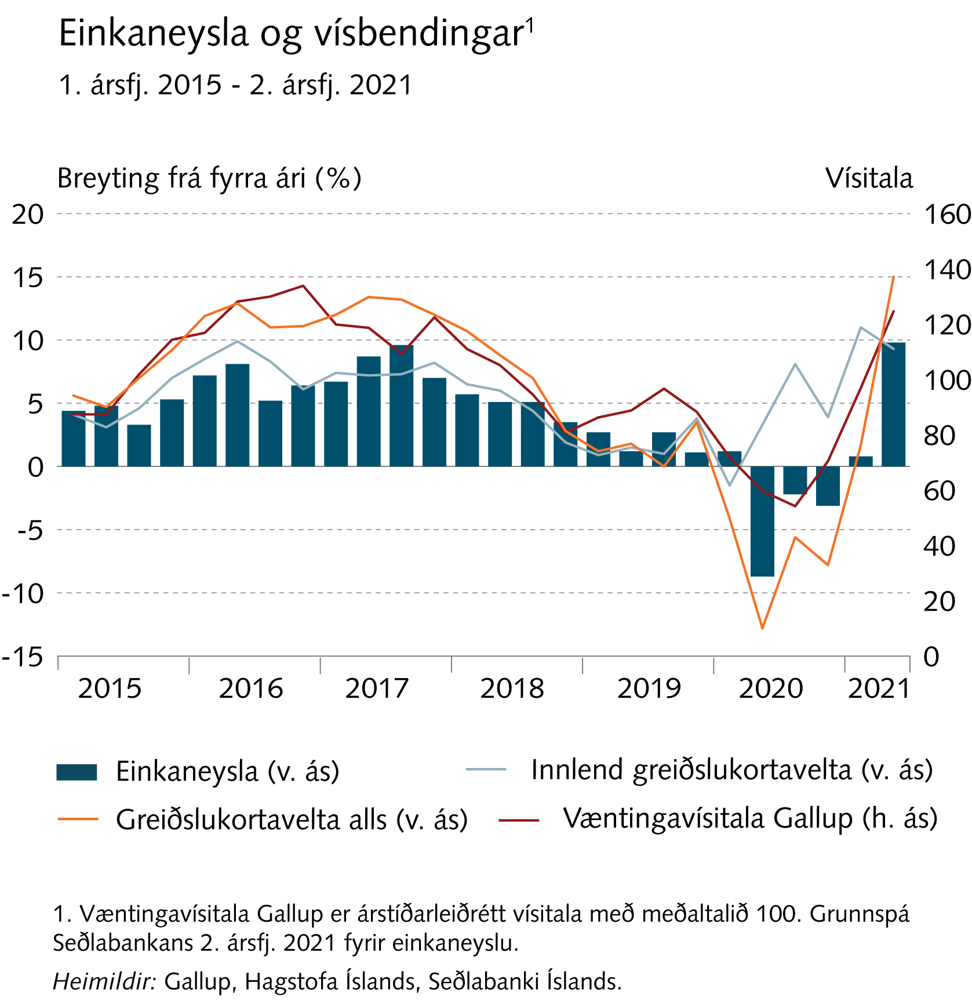 Einkaneysla og vísbendingar¹
1. ársfj. 2015 - 2. ársfj. 2021
Breyting frá fyrra ári (%) Vísitala
20 160
15 140
10 120
5 100
0 80
-5 60
-10 40
-15 20
0
2015 2016 2017 2018 2019 2020 2021
Einkaneysla (v. ás) Innlend greiðslukortavelta (v. ás)
Greiðslukortavelta alls (v. ás) Væntingavísitala Gallup (h. ás)
1. Væntingavísitala Gallup er árstíðarleiðrétt vísitala með meðaltalið 100. Grunnspá
Seðlabankans 2. ársfj. 2021 fyrir einkaneyslu.
Heimildir: Gallup, Hagstofa Íslands, Seðlabanki Íslands.